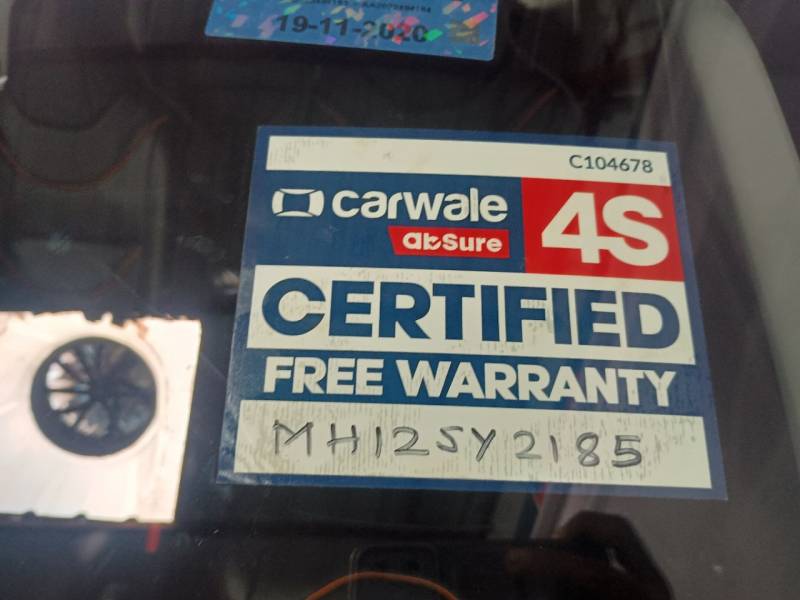 19-11-2020
C104678
carwale
abSure
4S
CERTIFIED
FREE WARRANTY
MH12SY2185